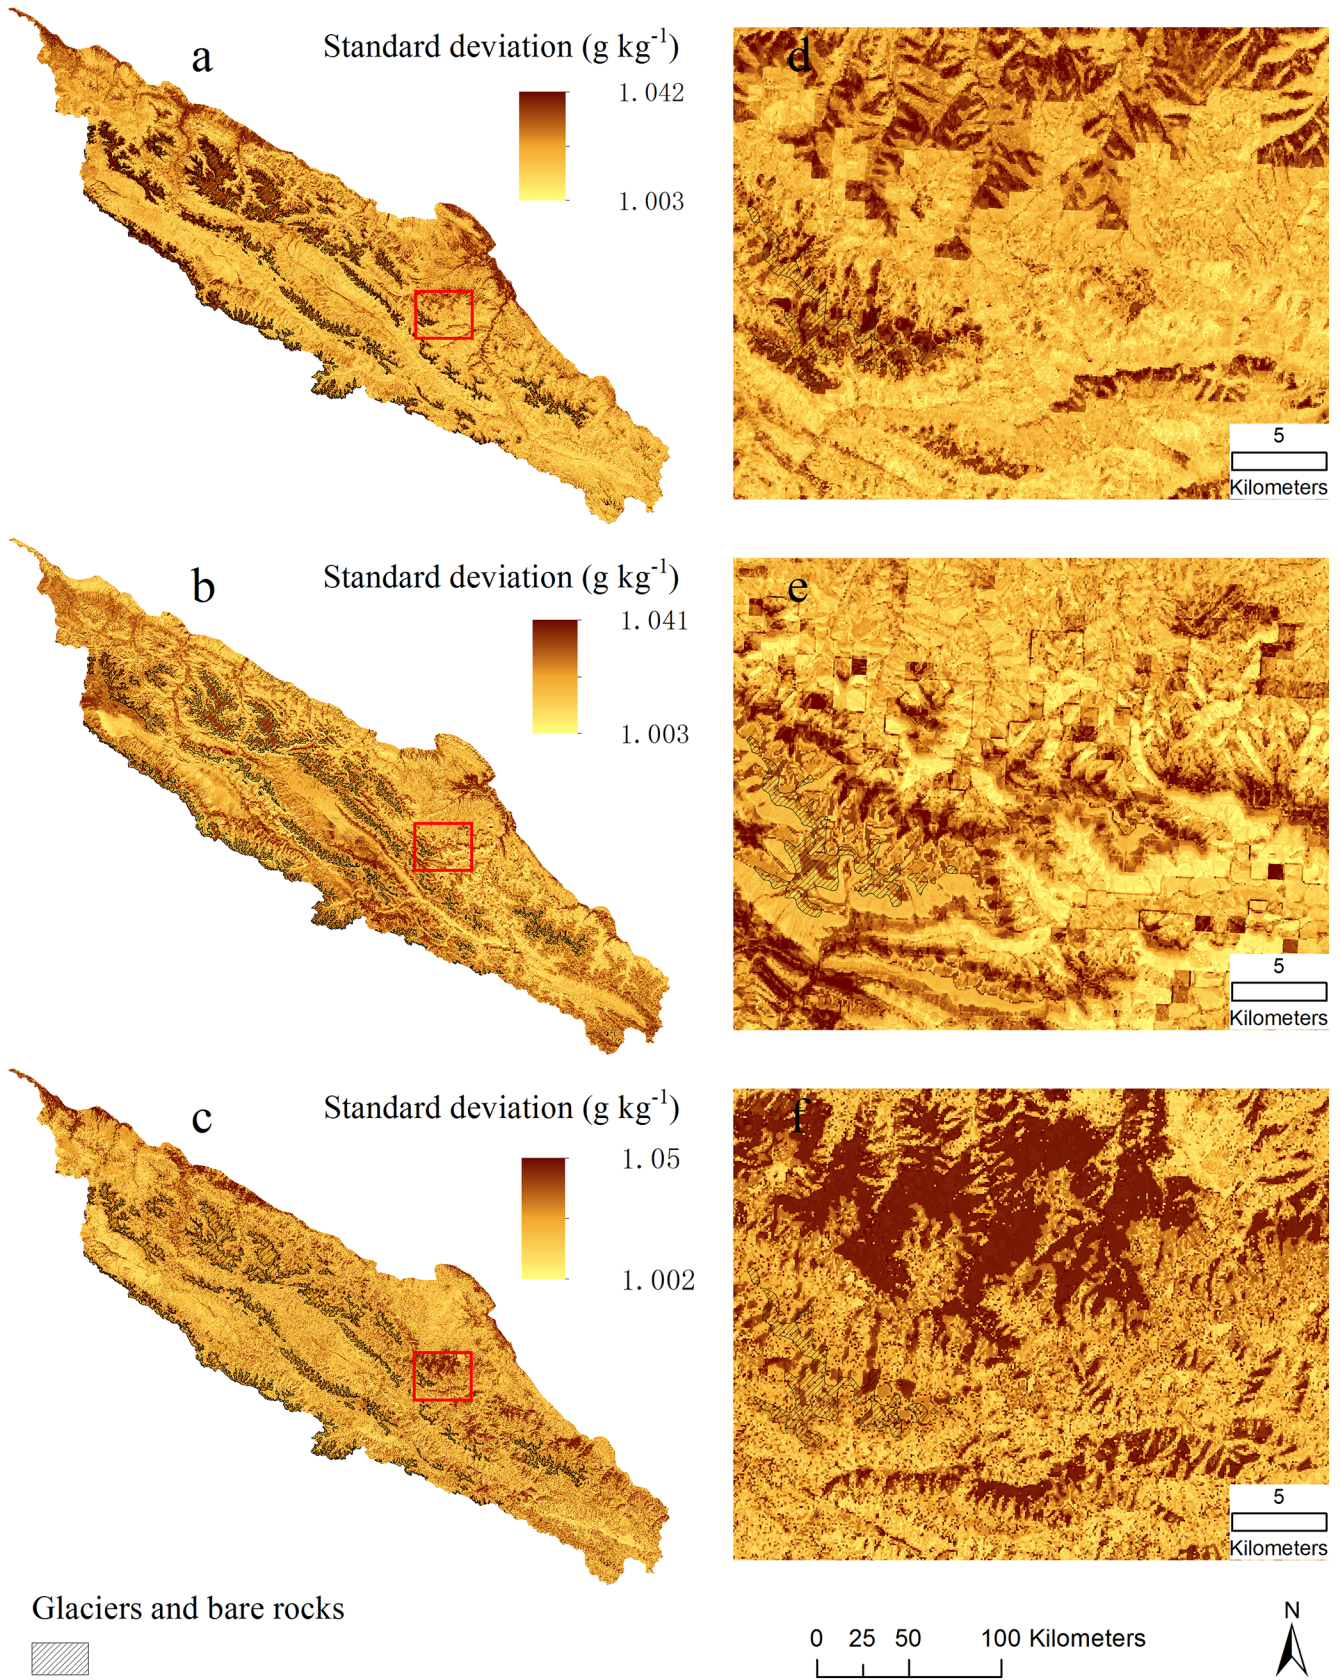 a
Standard deviation (g kg-1)
1.042
1.003
d
5
Kilometers
b
Standard deviation (g kg-1)
1.041
1.003
e
5
Kilometers
c
Standard deviation (g kg-1)
1.05
1.002
f
5
Kilometers
Glaciers and bare rocks
0 25 50 100 Kilometers
N